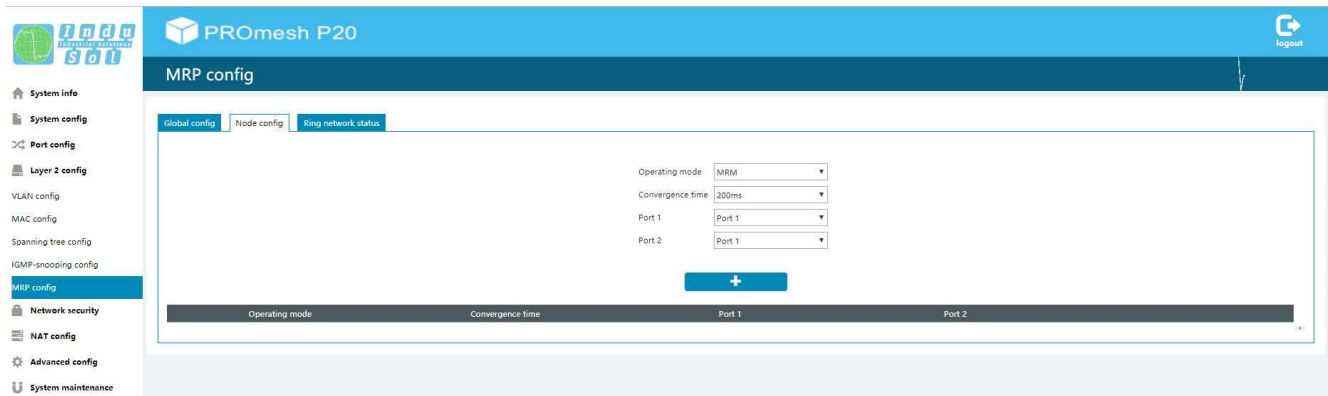 Indu
Industrial Solutions
Sol
PROmesh P20
logout
MRP config
System info
System config
Port config
Layer 2 config
VLAN config
MAC config
Spanning tree config
IGMP-snooping config
MRP config
Network security
NAT config
Advanced config
System maintenance
Global config Node config Ring network status
Operating mode MRM
Convergence time 200ms
Port 1 Port 1
Port 2 Port 1
+
Operating mode Convergence time Port 1 Port 2